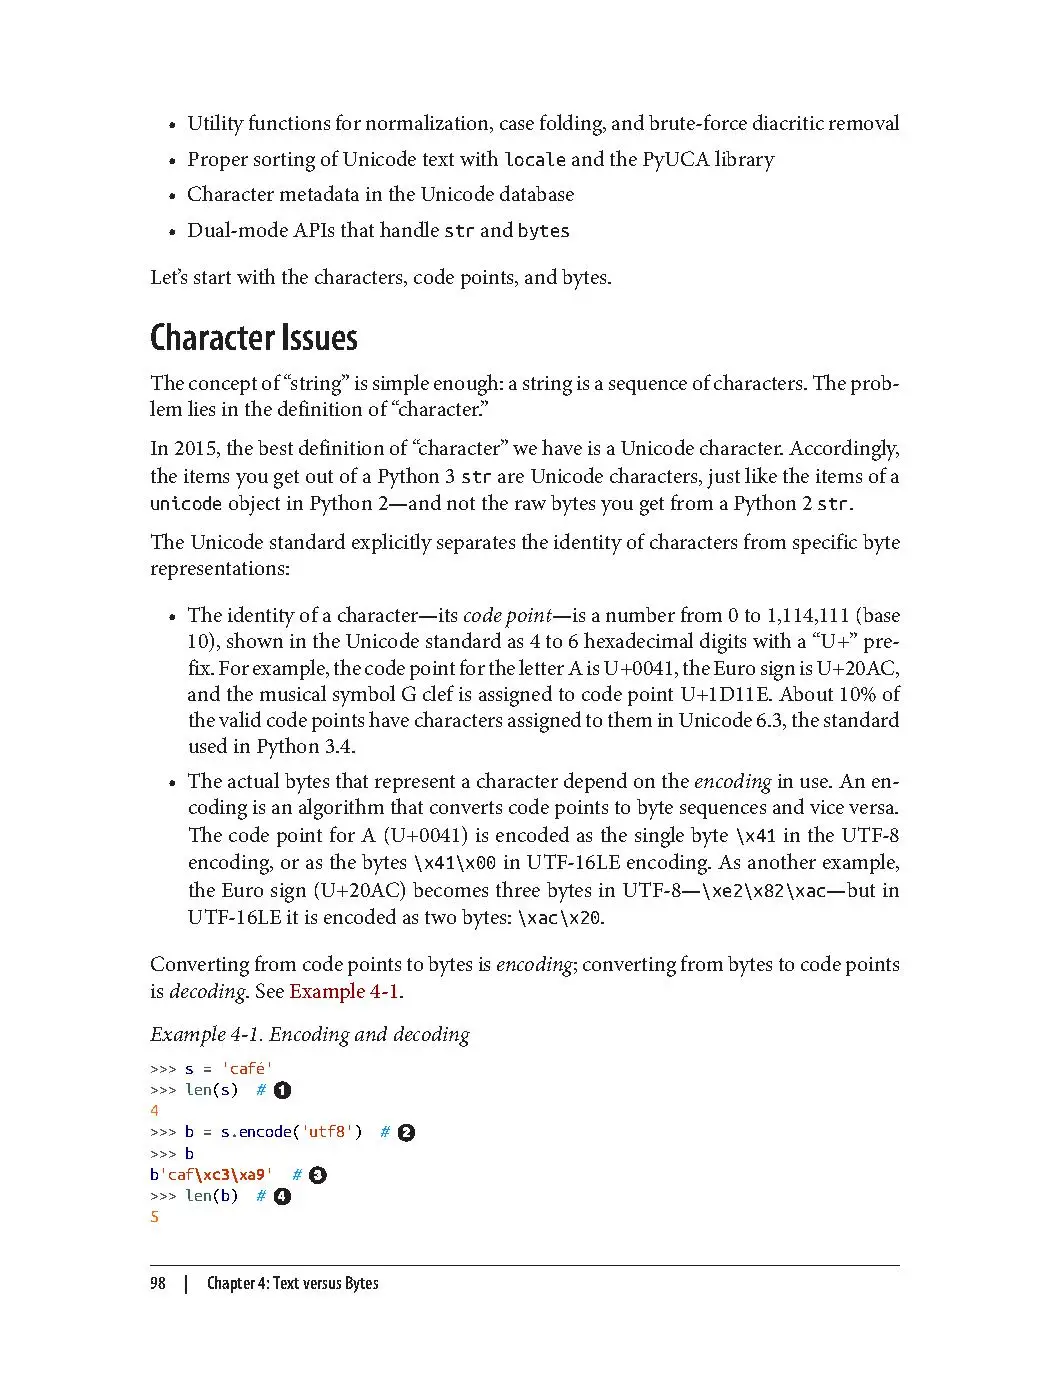 • Utility functions for normalization, case folding, and brute-force diacritic removal
• Proper sorting of Unicode text with locale and the PyUCA library
• Character metadata in the Unicode database
• Dual-mode APIs that handle str and bytes
Let’s start with the characters, code points, and bytes.
Character Issues
The concept of “string” is simple enough: a string is a sequence of characters. The prob-
lem lies in the definition of “character.”
In 2015, the best definition of “character” we have is a Unicode character. Accordingly,
the items you get out of a Python 3 str are Unicode characters, just like the items of a
unicode object in Python 2—and not the raw bytes you get from a Python 2 str.
The Unicode standard explicitly separates the identity of characters from specific byte
representations:
• The identity of a character—its code point—is a number from 0 to 1,114,111 (base
10), shown in the Unicode standard as 4 to 6 hexadecimal digits with a “U+” pre-
fix. For example, the code point for the letter A is U+0041, the Euro sign is U+20AC,
and the musical symbol G clef is assigned to code point U+1D11E. About 10% of
the valid code points have characters assigned to them in Unicode 6.3, the standard
used in Python 3.4.
• The actual bytes that represent a character depend on the encoding in use. An en-
coding is an algorithm that converts code points to byte sequences and vice versa.
The code point for A (U+0041) is encoded as the single byte \x41 in the UTF-8
encoding, or as the bytes \x41\x00 in UTF-16LE encoding. As another example,
the Euro sign (U+20AC) becomes three bytes in UTF-8—\xe2\x82\xac—but in
UTF-16LE it is encoded as two bytes: \xac\x20.
Converting from code points to bytes is encoding; converting from bytes to code points
is decoding. See Example 4-1.
Example 4-1. Encoding and decoding
>>> s = 'café'
>>> len(s) # ❶
4
>>> b = s.encode('utf8') # ❷
>>> b
b'caf\xc3\xa9' # ❸
>>> len(b) # ❹
5
98 | Chapter 4: Text versus Bytes